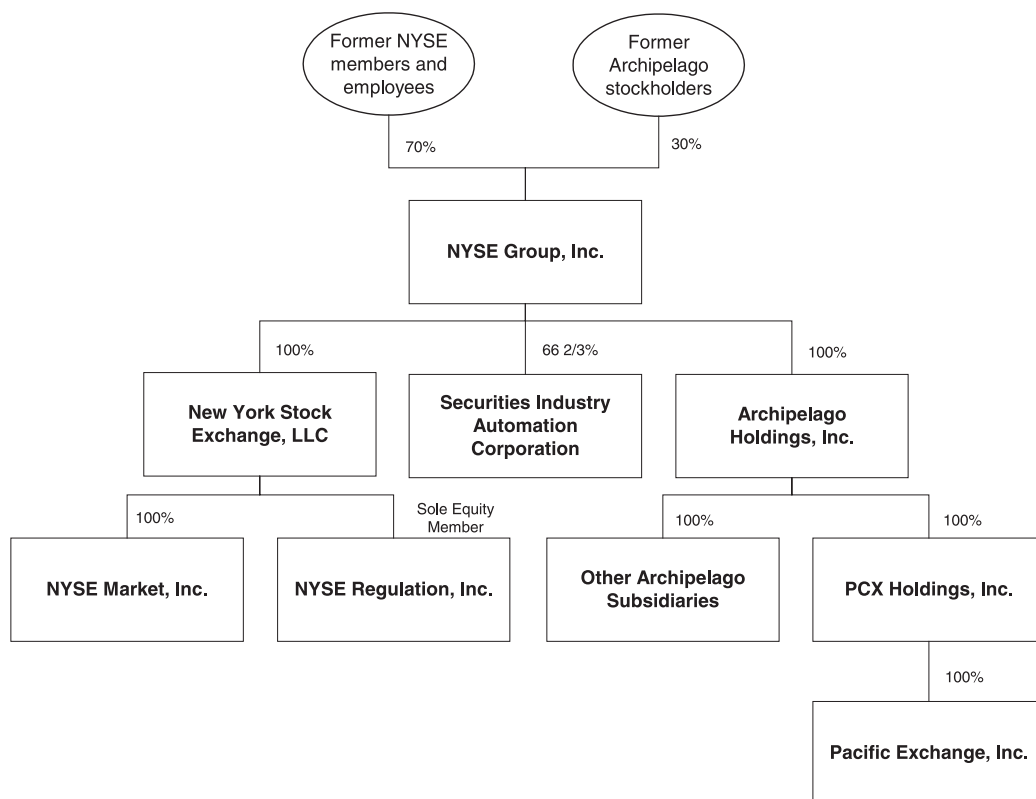 Former NYSE
members and
employees
Former
Archipelago
stockholders
70%
30%
NYSE Group, Inc.
100%
66 2/3%
100%
New York Stock
Exchange, LLC
Securities Industry
Automation
Corporation
Archipelago
Holdings, Inc.
100%
Sole Equity
Member
100%
100%
NYSE Market, Inc.
NYSE Regulation, Inc.
Other Archipelago
Subsidiaries
PCX Holdings, Inc.
100%
Pacific Exchange, Inc.